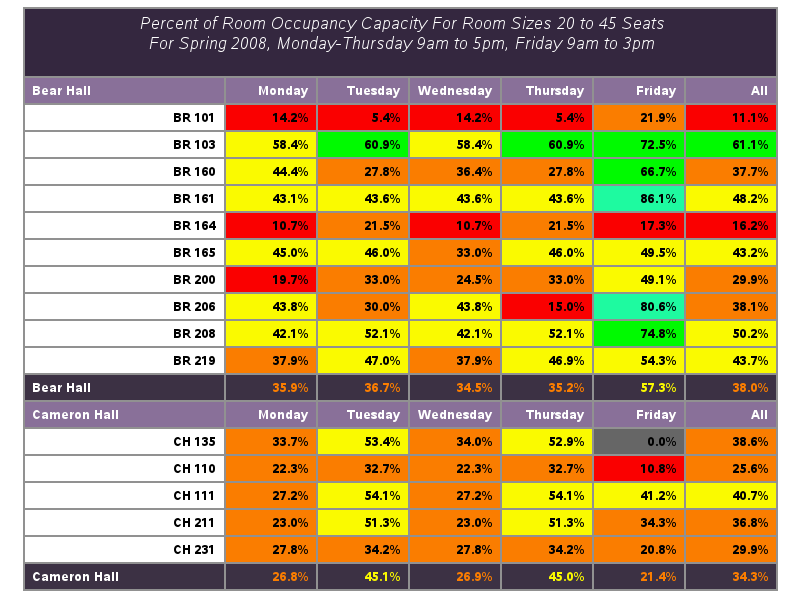 Percent of Room Occupancy Capacity For Room Sizes 20 to 45 Seats
For Spring 2008, Monday-Thursday 9am to 5pm, Friday 9am to 3pm
Bear Hall Monday Tuesday Wednesday Thursday Friday All
BR 101 14.2% 5.4% 14.2% 5.4% 21.9% 11.1%
BR 103 58.4% 60.9% 58.4% 60.9% 72.5% 61.1%
BR 160 44.4% 27.8% 36.4% 27.8% 66.7% 37.7%
BR 161 43.1% 43.6% 43.6% 43.6% 86.1% 48.2%
BR 164 10.7% 21.5% 10.7% 21.5% 17.3% 16.2%
BR 165 45.0% 46.0% 33.0% 46.0% 49.5% 43.2%
BR 200 19.7% 33.0% 24.5% 33.0% 49.1% 29.9%
BR 206 43.8% 30.0% 43.8% 15.0% 80.6% 38.1%
BR 208 42.1% 52.1% 42.1% 52.1% 74.8% 50.2%
BR 219 37.9% 47.0% 37.9% 46.9% 54.3% 43.7%
Bear Hall 35.9% 36.7% 34.5% 35.2% 57.3% 38.0%
Cameron Hall Monday Tuesday Wednesday Thursday Friday All
CH 135 33.7% 53.4% 34.0% 52.9% 0.0% 38.6%
CH 110 22.3% 32.7% 22.3% 32.7% 10.8% 25.6%
CH 111 27.2% 54.1% 27.2% 54.1% 41.2% 40.7%
CH 211 23.0% 51.3% 23.0% 51.3% 34.3% 36.8%
CH 231 27.8% 34.2% 27.8% 34.2% 20.8% 29.9%
Cameron Hall 26.8% 45.1% 26.9% 45.0% 21.4% 34.3%